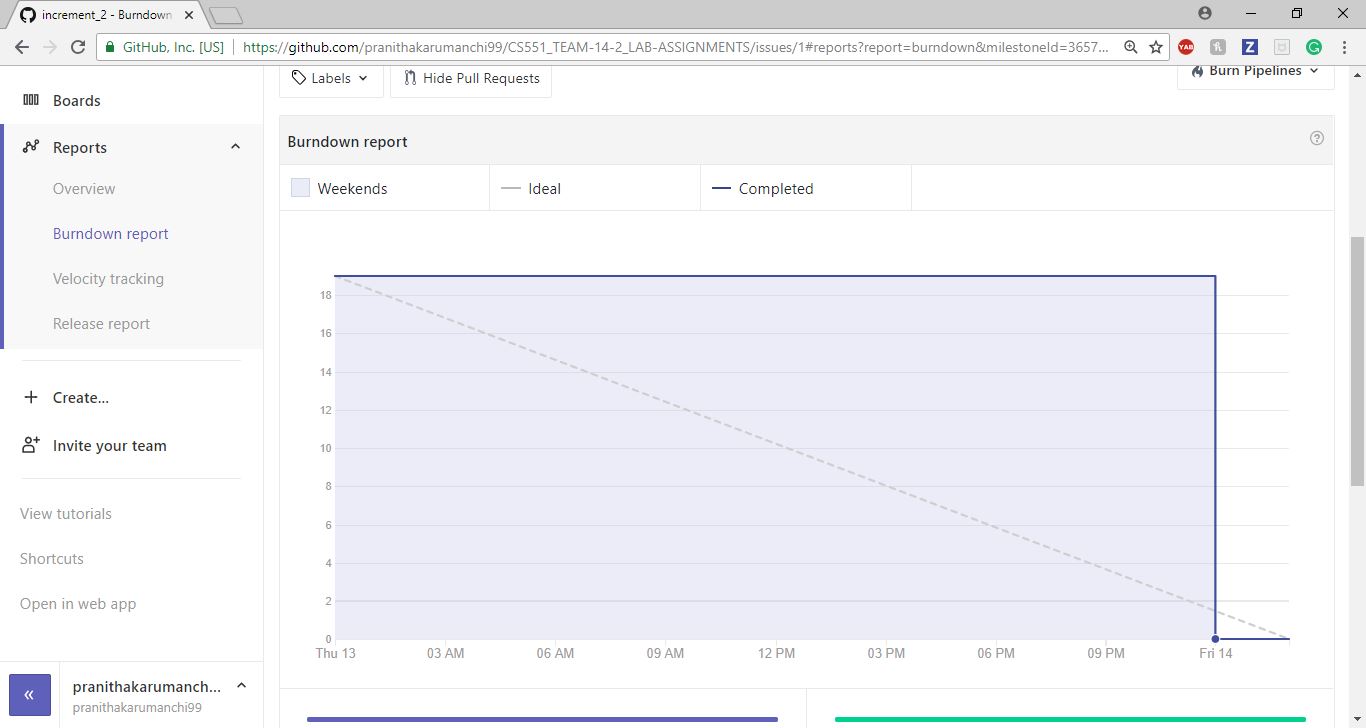 increment_2 - Burndown
GitHub, Inc. [US] https://github.com/pranithakarumanchi99/CS551_TEAM-14-2_LAB-ASSIGNMENTS/issues/1#reports?report=burndown&milestoneId=3657...
YAB
Z
G
Labels
Hide Pull Requests
Burn Pipelines
Boards
Reports
Overview
Burndown report
Velocity tracking
Release report
Create...
Invite your team
View tutorials
Shortcuts
Open in web app
«
pranithakarumanch...
pranithakarumanchi99
Burndown report
?
Weekends
Ideal
Completed
18
16
14
12
10
8
6
4
2
0
Thu 13 03 AM 06 AM 09 AM 12 PM 03 PM 06 PM 09 PM Fri 14